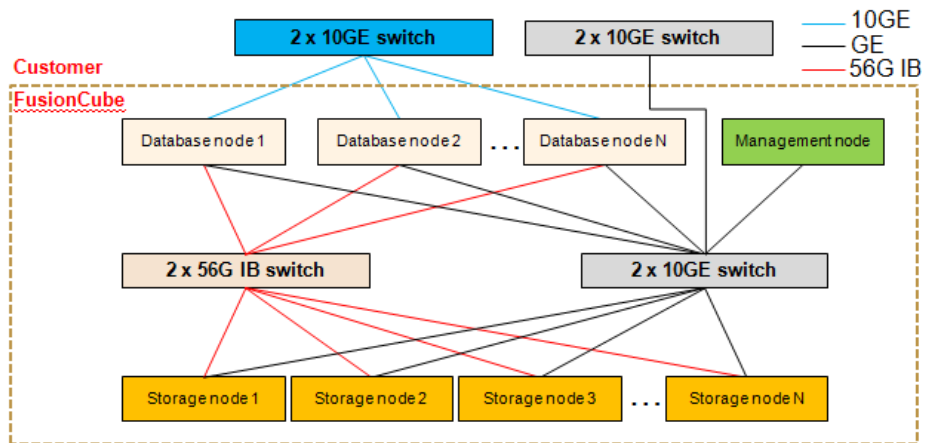 2 x 10GE switch
2 x 10GE switch
10GE
GE
56G IB
Customer
FusionCube
Database node 1
Database node 2
...
Database node N
Management node
2 x 56G IB switch
2 x 10GE switch
Storage node 1
Storage node 2
Storage node 3
...
Storage node N